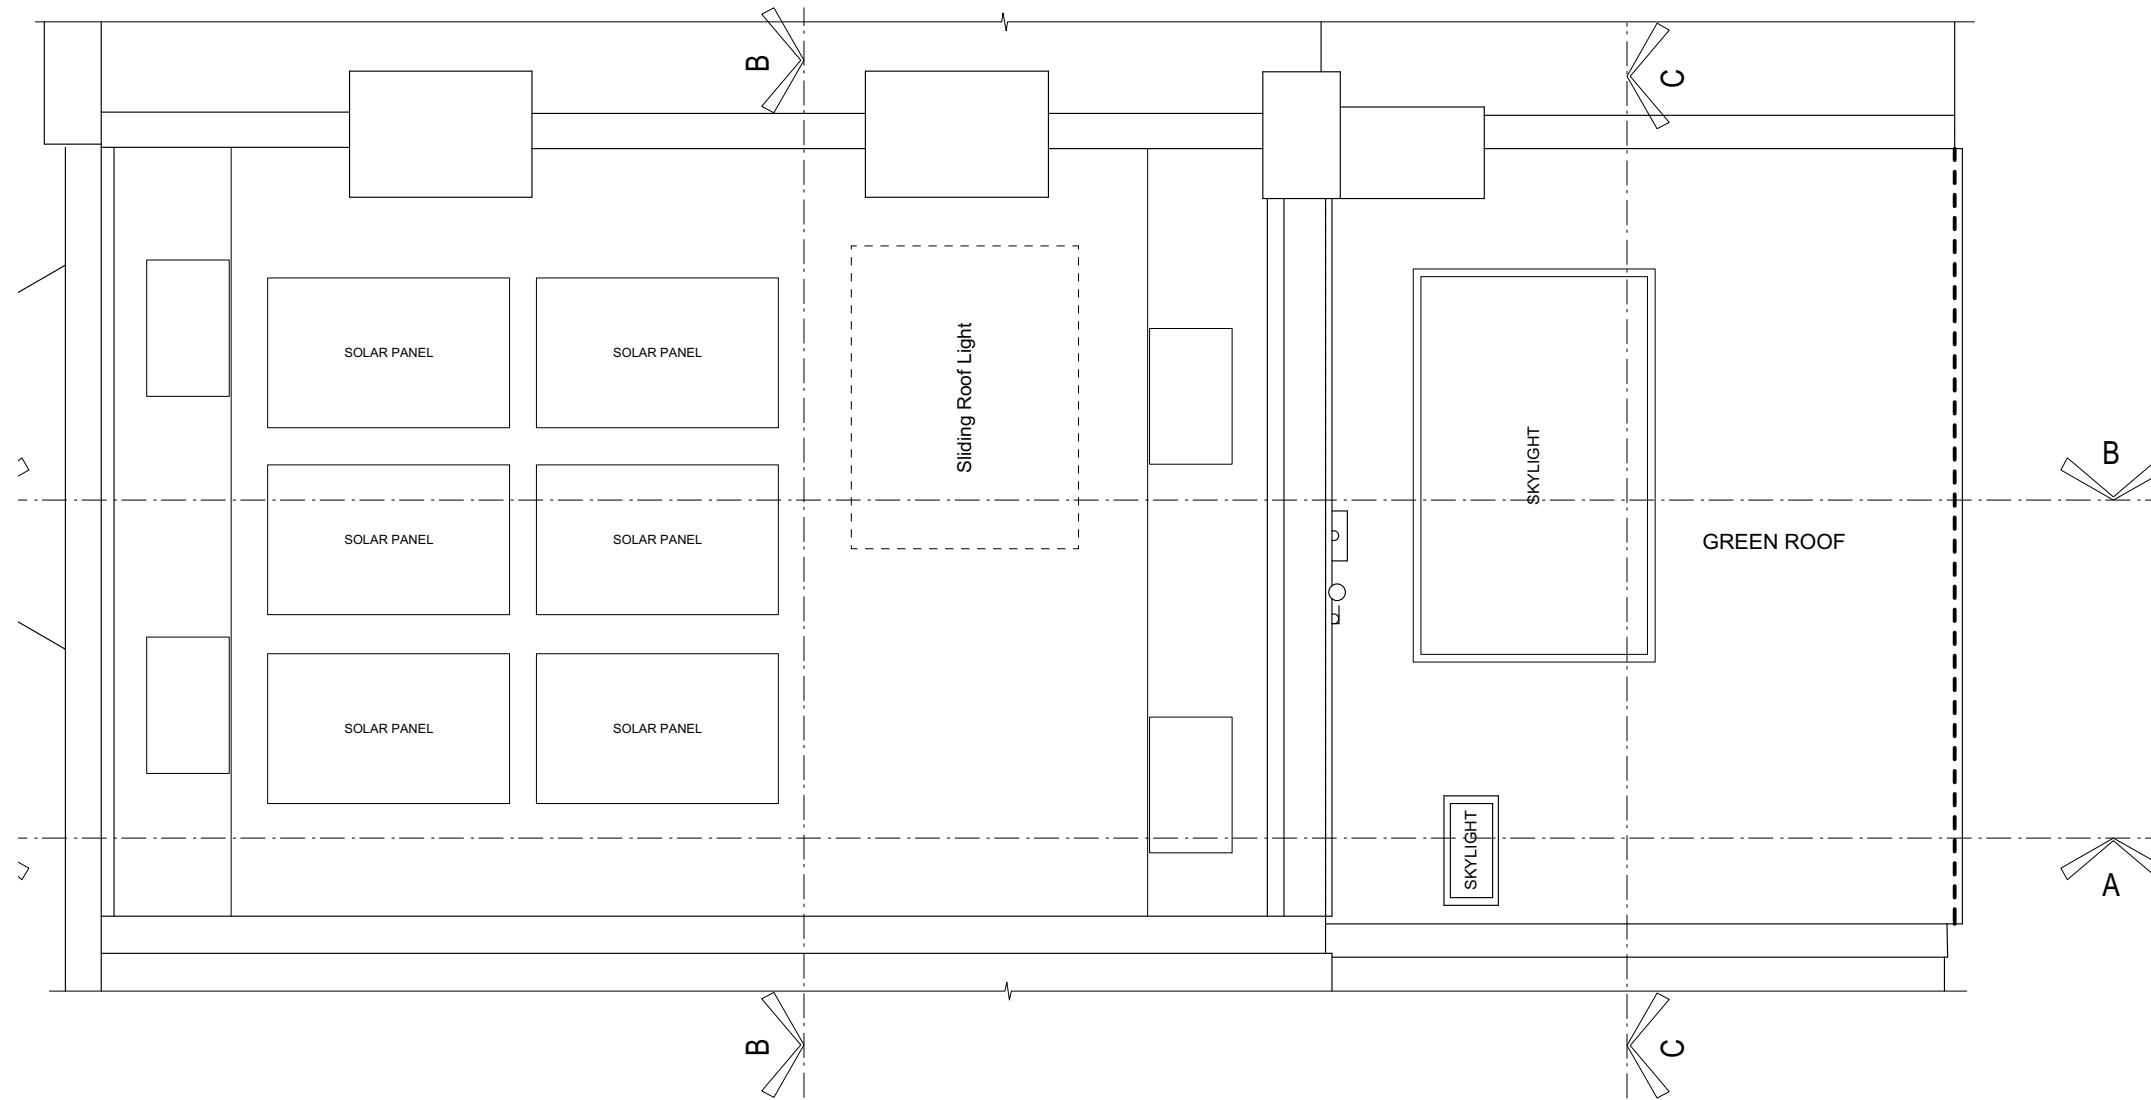 B
C
SOLAR PANEL
SOLAR PANEL
Sliding Roof Light
SKYLIGHT
B
SOLAR PANEL
SOLAR PANEL
GREEN ROOF
SOLAR PANEL
SOLAR PANEL
SKYLIGHT
A
B
C